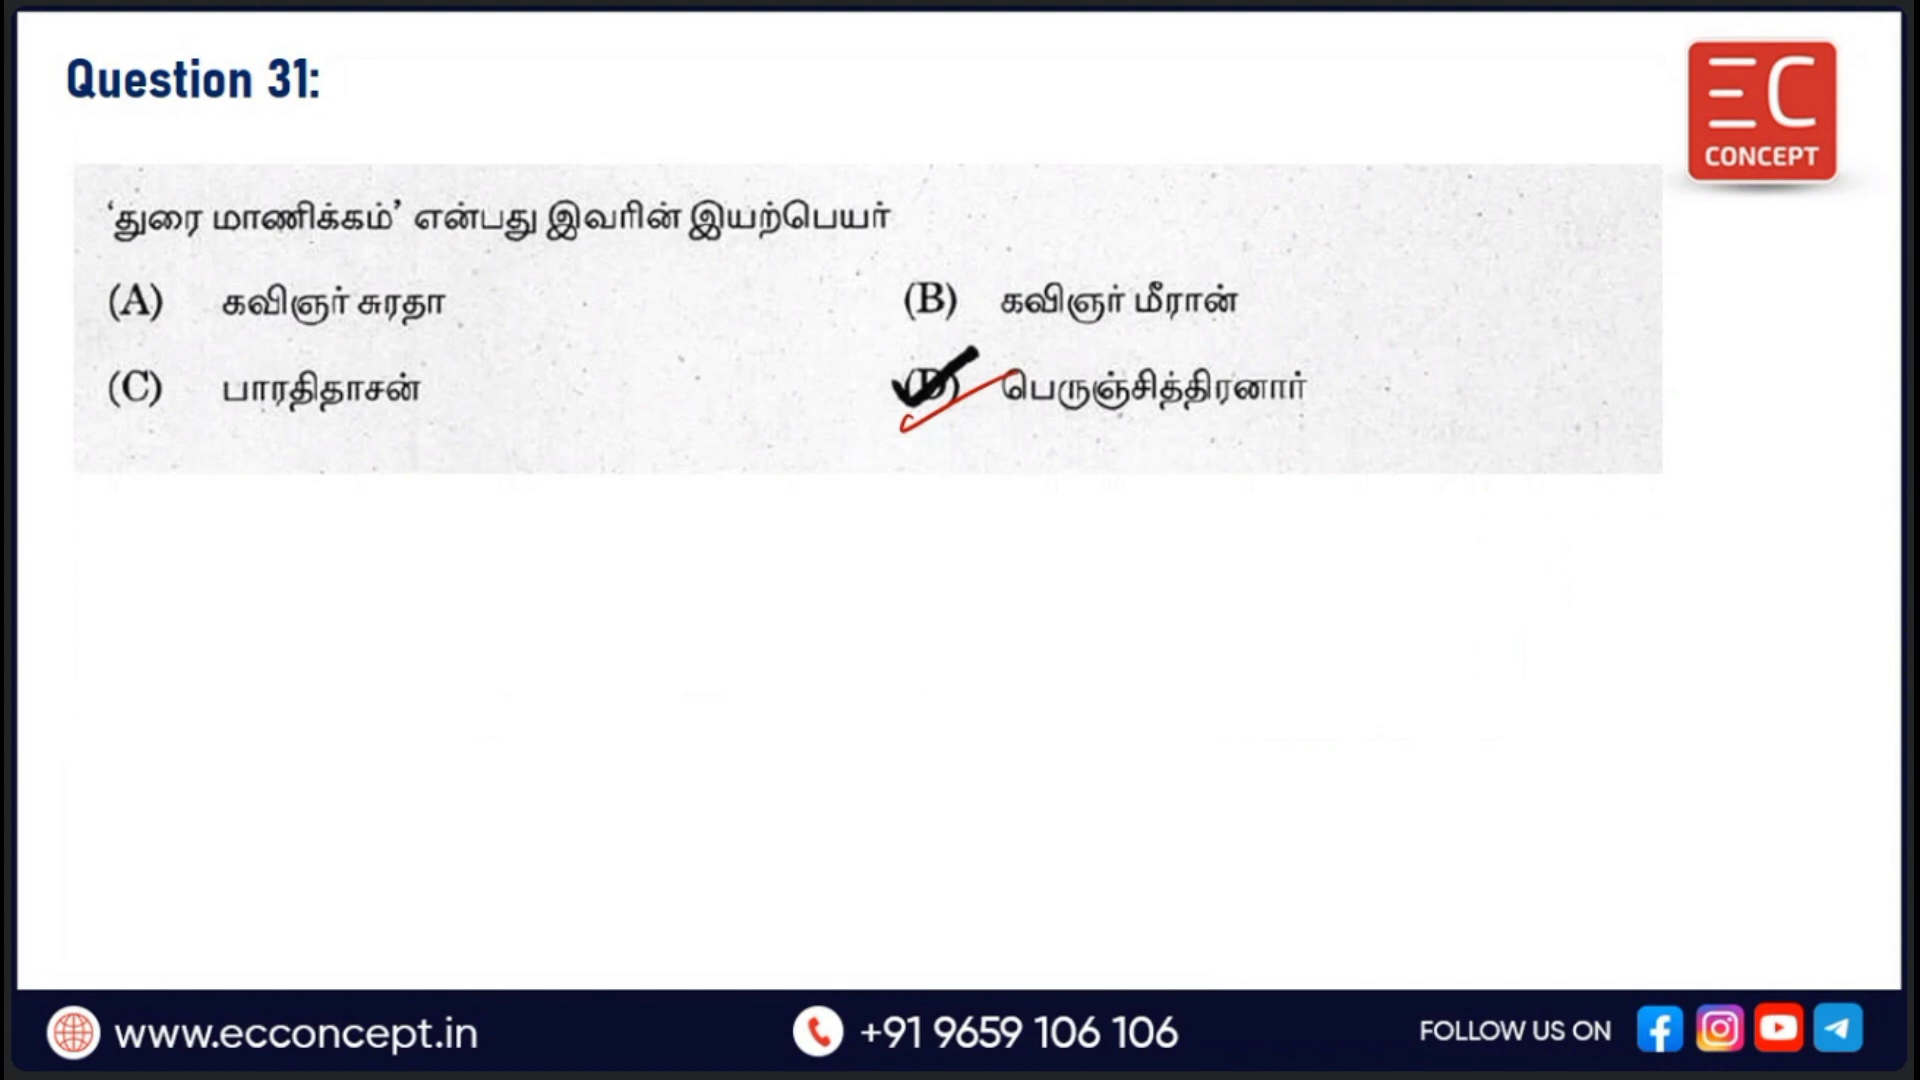 Question 31:
EC
CONCEPT
‘துரை மாணிக்கம்’ என்பது இவரின் இயற்பெயர்
(A) கவிஞர் சுரதா
(B) கவிஞர் மீரான்
(C) பாரதிதாசன்
(D) பெருஞ்சித்திரனார்
www.ecconcept.in
+91 9659 106 106
FOLLOW US ON